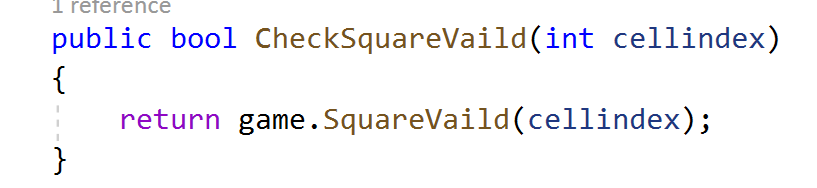 1 reference
public bool CheckSquareVaild(int cellindex)
{
return game.SquareVaild(cellindex);
}